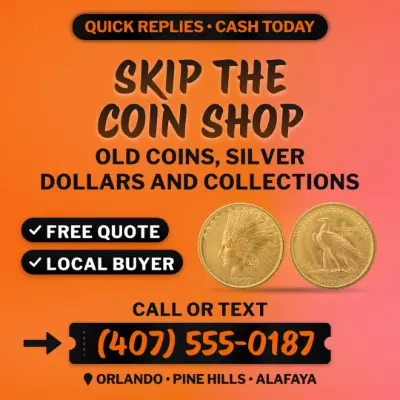 QUICK REPLIES • CASH TODAY
SKIP THE
COIN SHOP
OLD COINS, SILVER
DOLLARS AND COLLECTIONS
FREE QUOTE
LOCAL BUYER
CALL OR TEXT
(407) 555-0187
ORLANDO • PINE HILLS • ALAFAYA